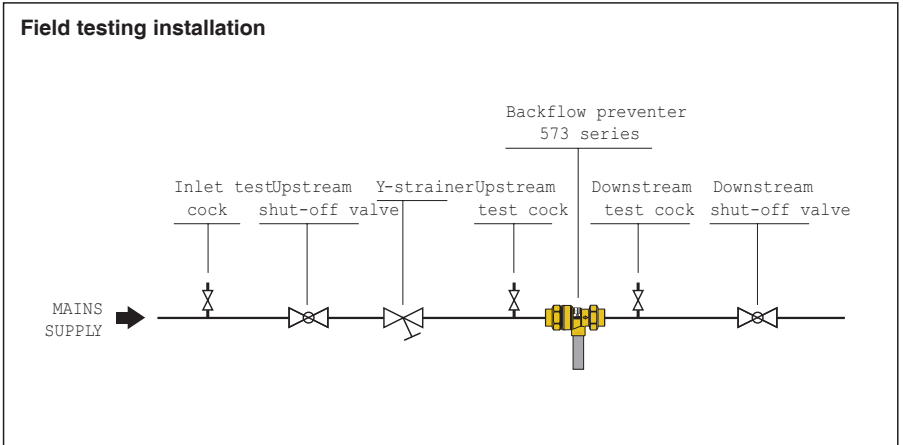 Field testing installation
Backflow preventer
573 series
Inlet test
cock
Upstream
shut-off valve
Y-strainer
Upstream
test cock
Downstream
test cock
Downstream
shut-off valve
MAINS
SUPPLY